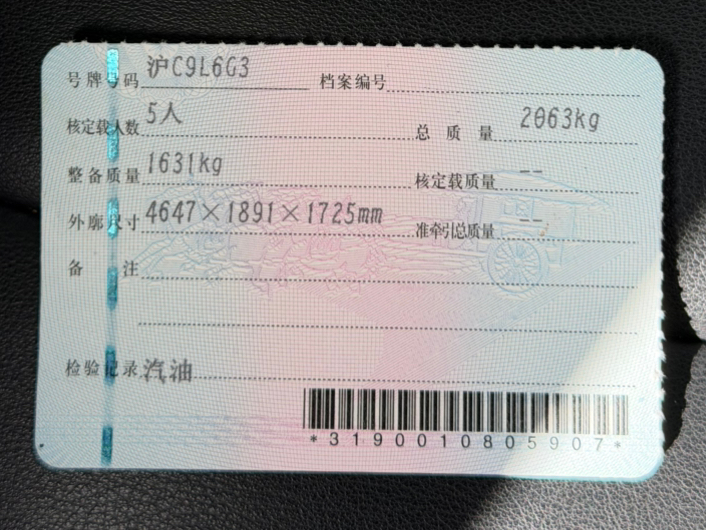 号牌号码 沪C9L6G3 档案编号
核定载人数 5人 总质量 2063kg
整备质量 1631kg 核定载质量 --
外廓尺寸 4647×1891×1725mm 准牵引总质量 --
备注
检验记录 汽油
*3190010805907*